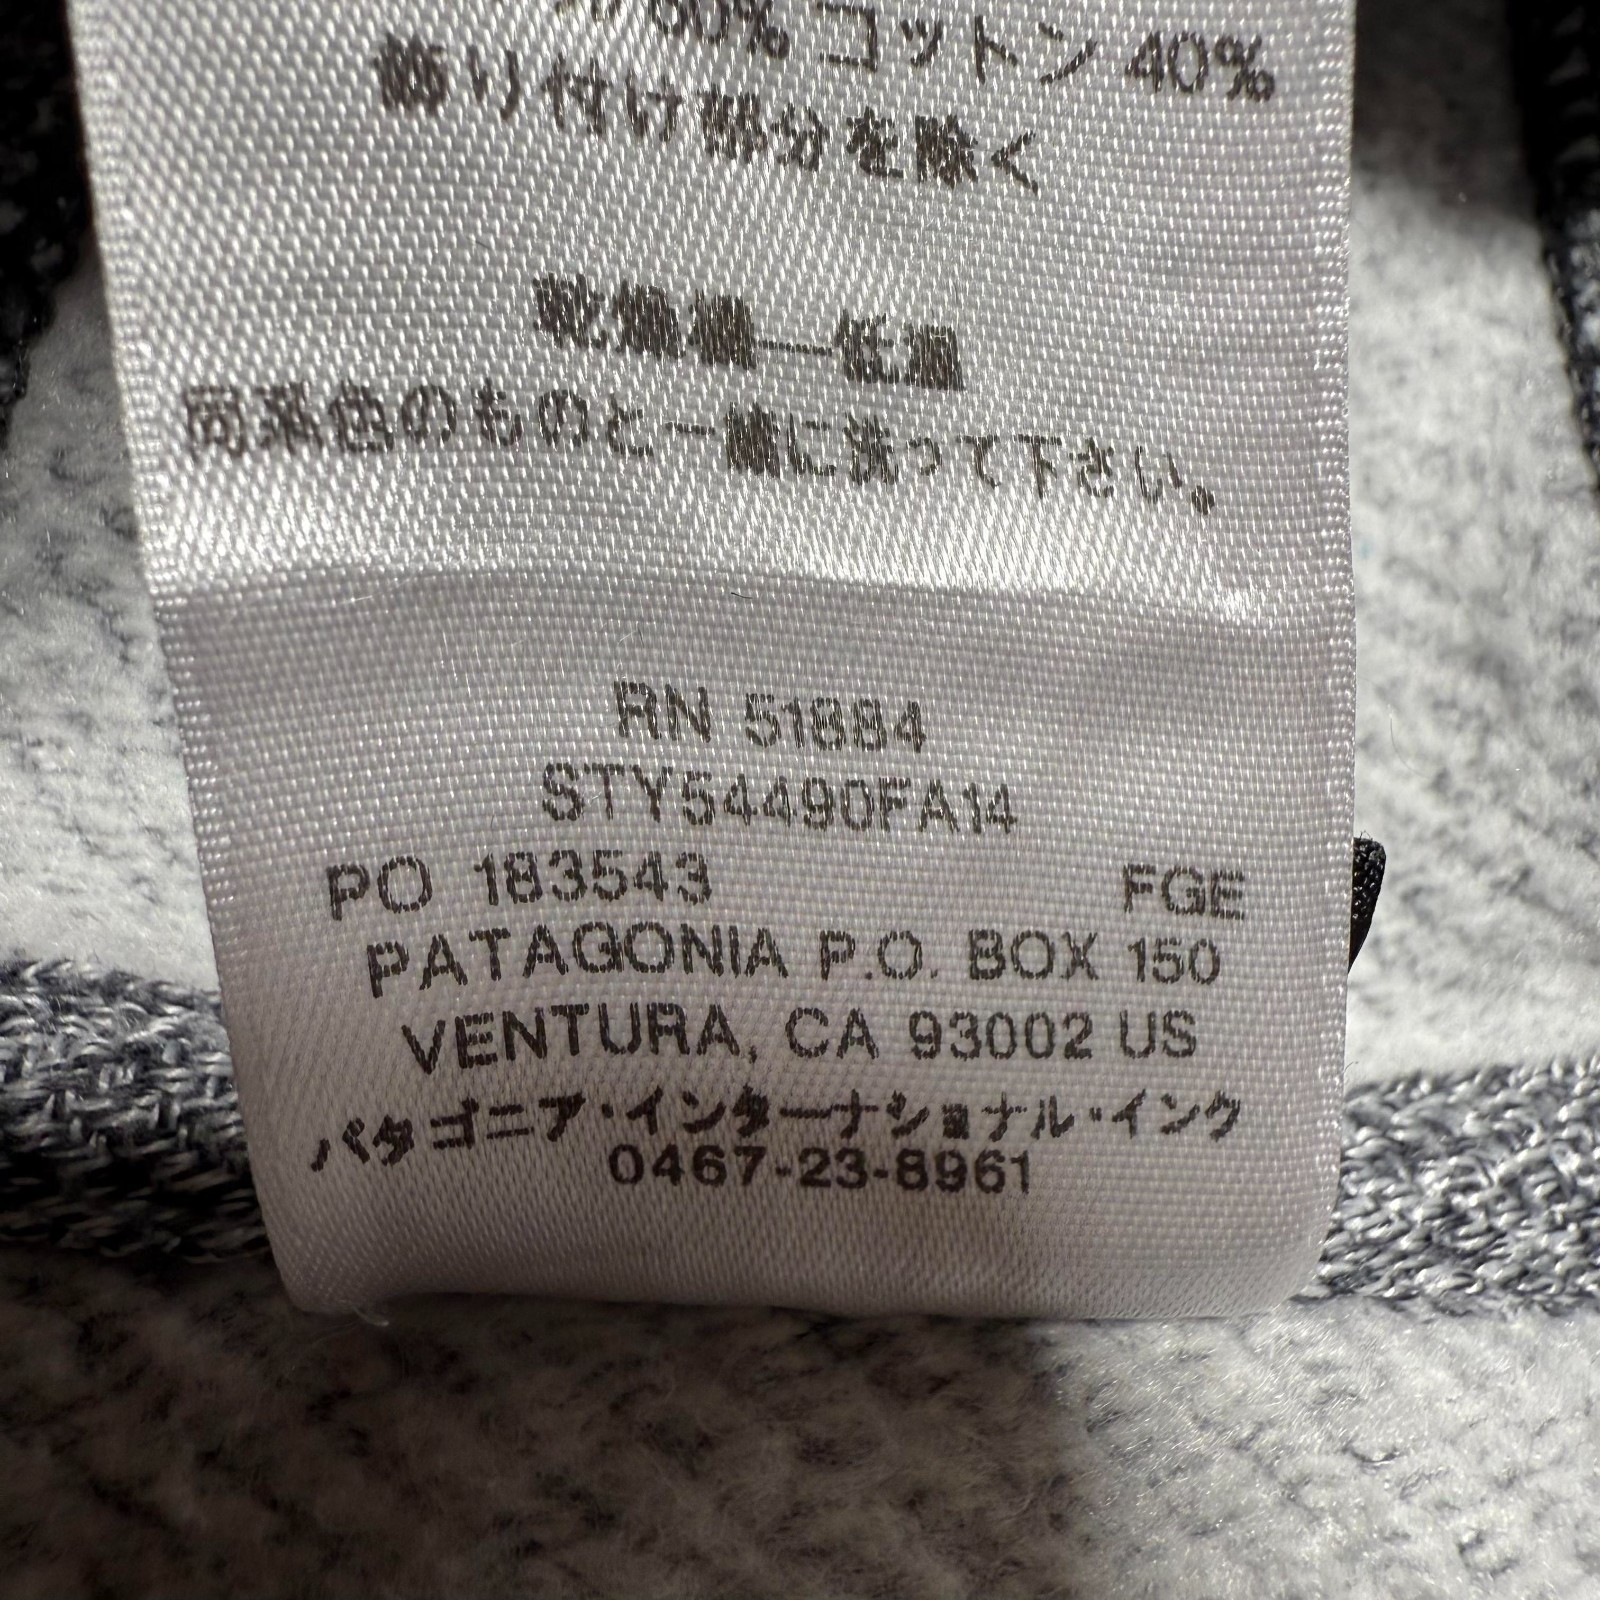 60% コットン 40%
飾り付け部分を除く
乾燥機—低温
同系色のものと一緒に洗って下さい。
RN 51884
STY54490FA14
PO 183543 FGE
PATAGONIA P.O. BOX 150
VENTURA, CA 93002 US
パタゴニア・インターナショナル・インク
0467-23-8961